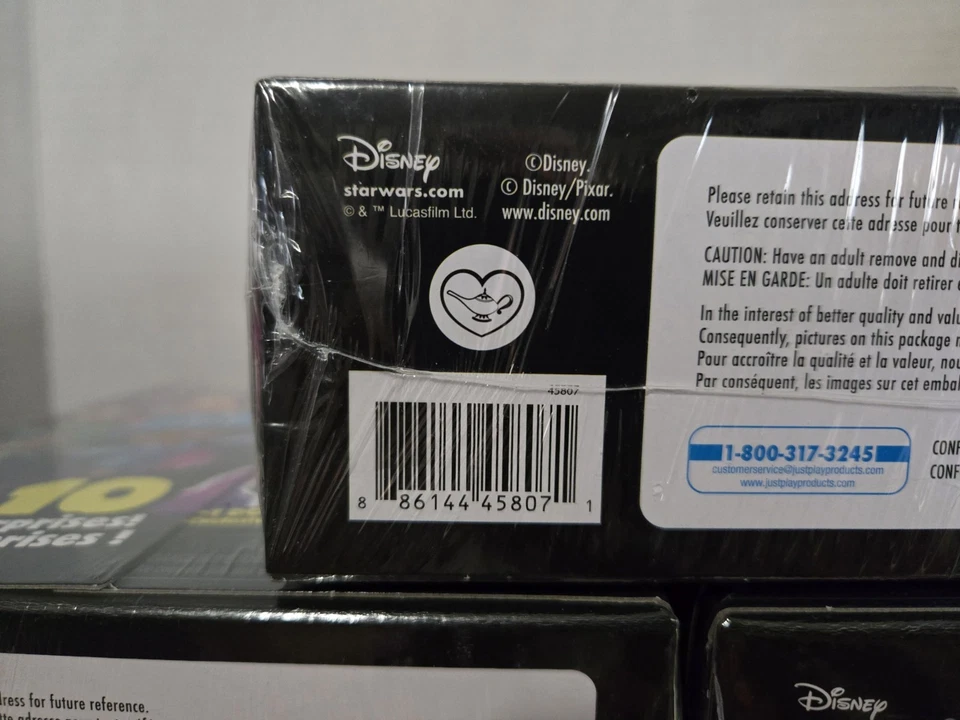 Disney
starwars.com
© & ™ Lucasfilm Ltd.
©Disney.
© Disney/Pixar.
www.disney.com
45807
8 86144 45807 1
Please retain this address for future
Veuillez conserver cette adresse pour
CAUTION: Have an adult remove and
MISE EN GARDE: Un adulte doit retirer
In the interest of better quality and
Consequently, pictures on this package
Pour accroître la qualité et la valeur,
Par conséquent, les images sur cet
1-800-317-3245
customerservice@justplayproducts.com
www.justplayproducts.com
10
for future reference.
Disney